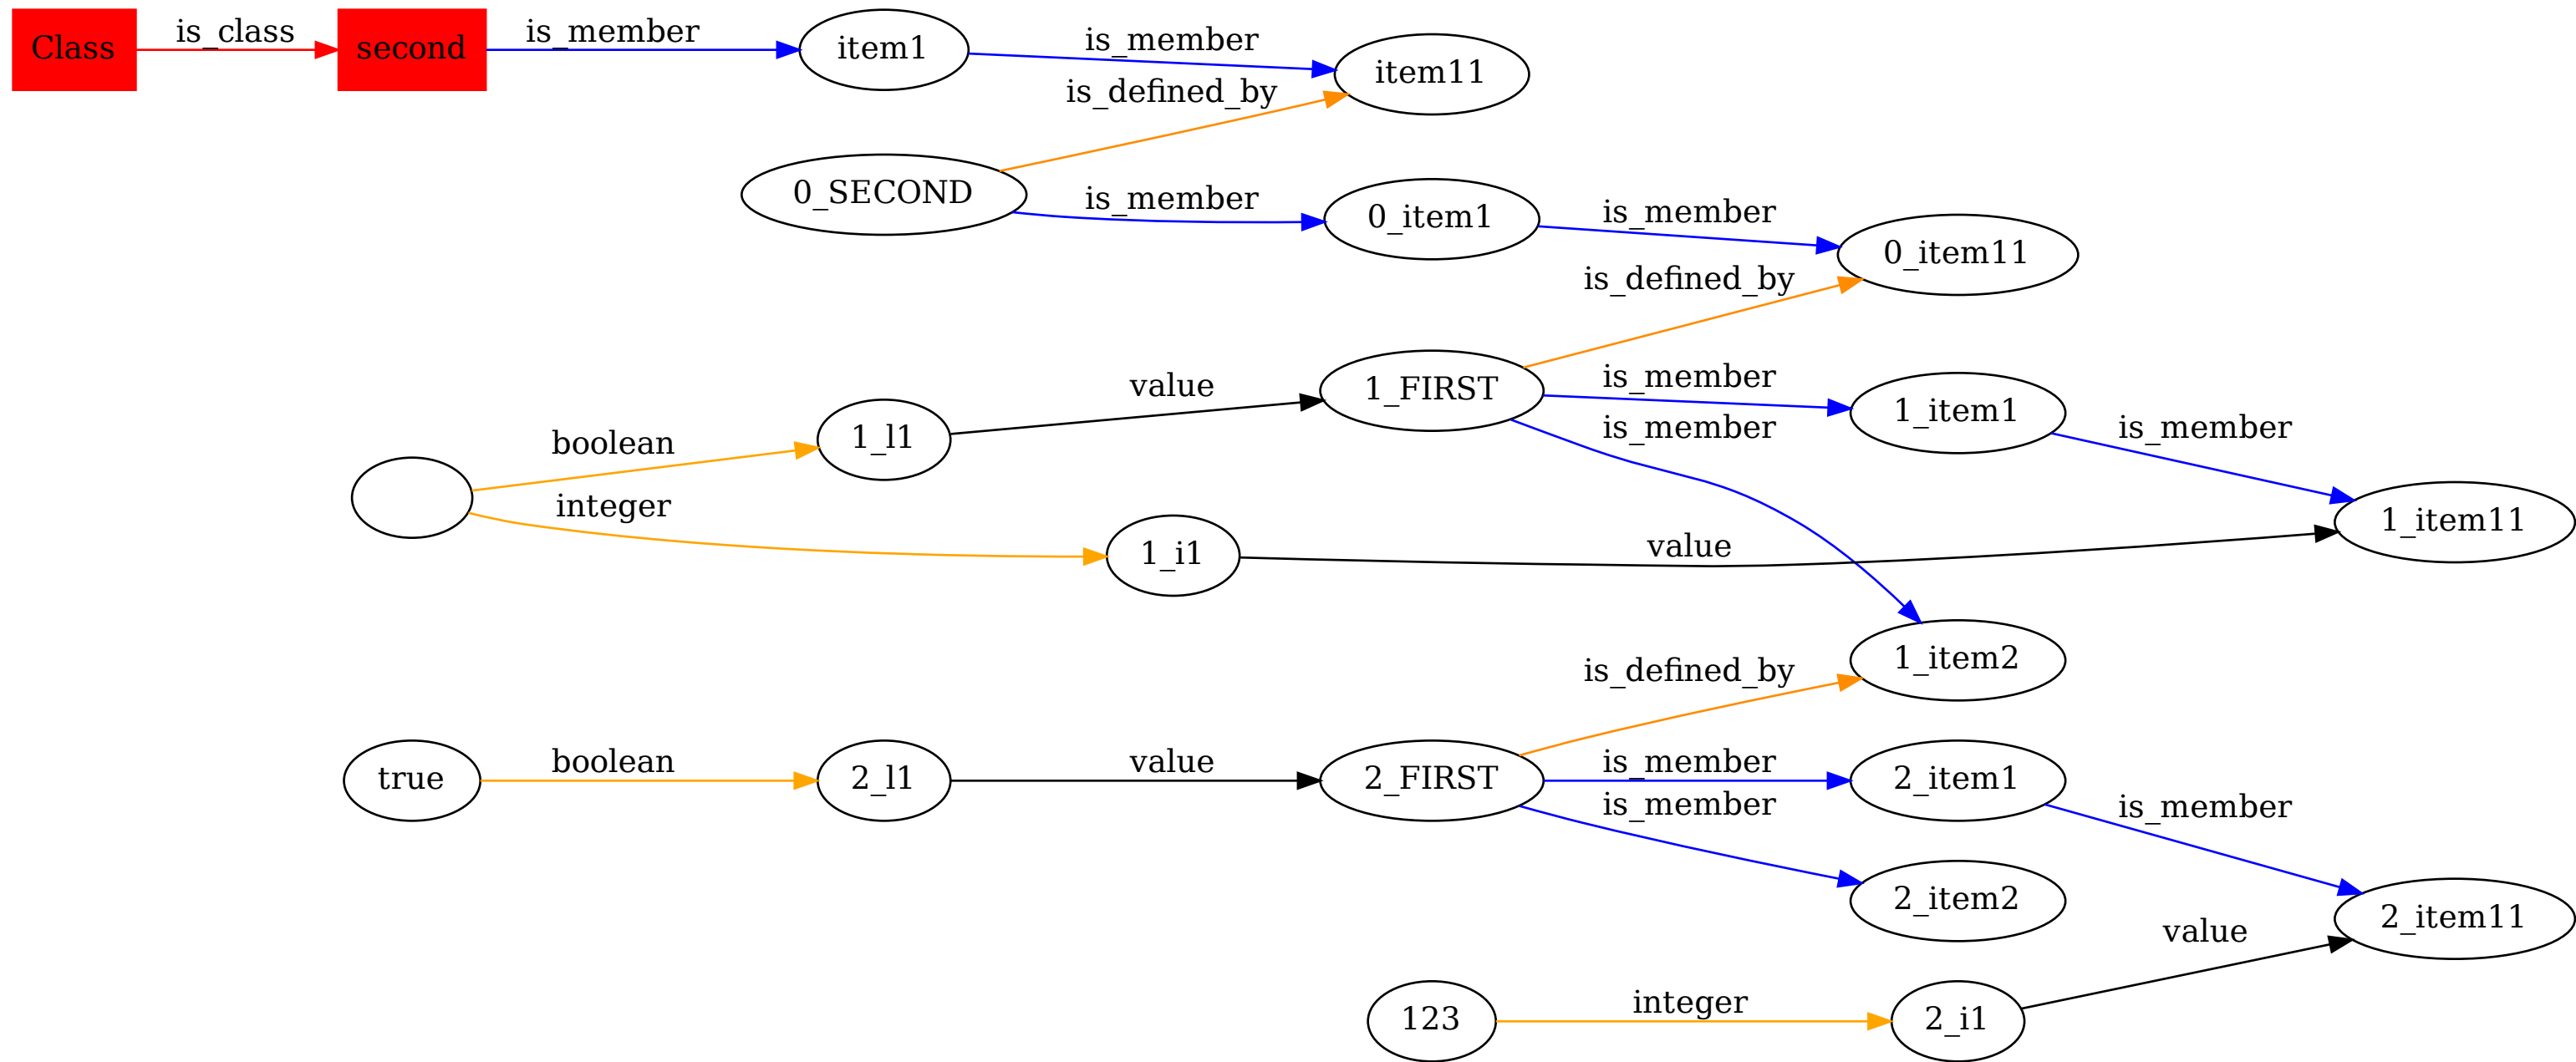 Class
is_class
second
is_member
item1
is_member
item11
is_defined_by
0_SECOND
is_member
0_item1
is_member
0_item11
is_defined_by
value
1_FIRST
is_member
1_item1
is_member
is_member
boolean
1_l1
integer
1_i1
value
1_item11
1_item2
is_defined_by
true
boolean
2_l1
value
2_FIRST
is_member
2_item1
is_member
is_member
2_item2
2_item11
value
123
integer
2_i1